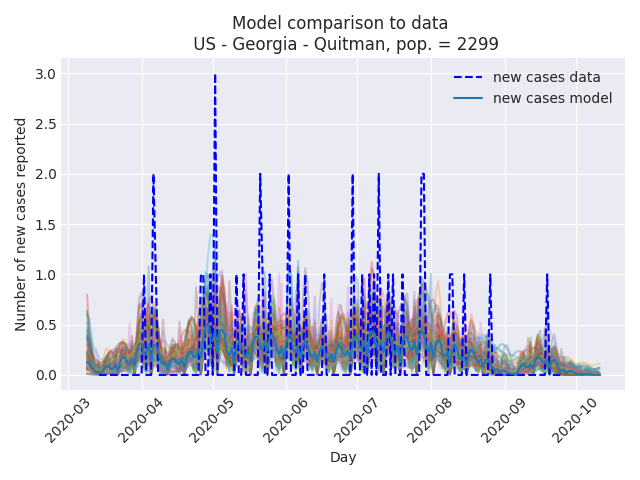 Model comparison to data
US - Georgia - Quitman, pop. = 2299
new cases data
new cases model
Number of new cases reported
3.0
2.5
2.0
1.5
1.0
0.5
0.0
2020-03
2020-04
2020-05
2020-06
2020-07
2020-08
2020-09
2020-10
Day